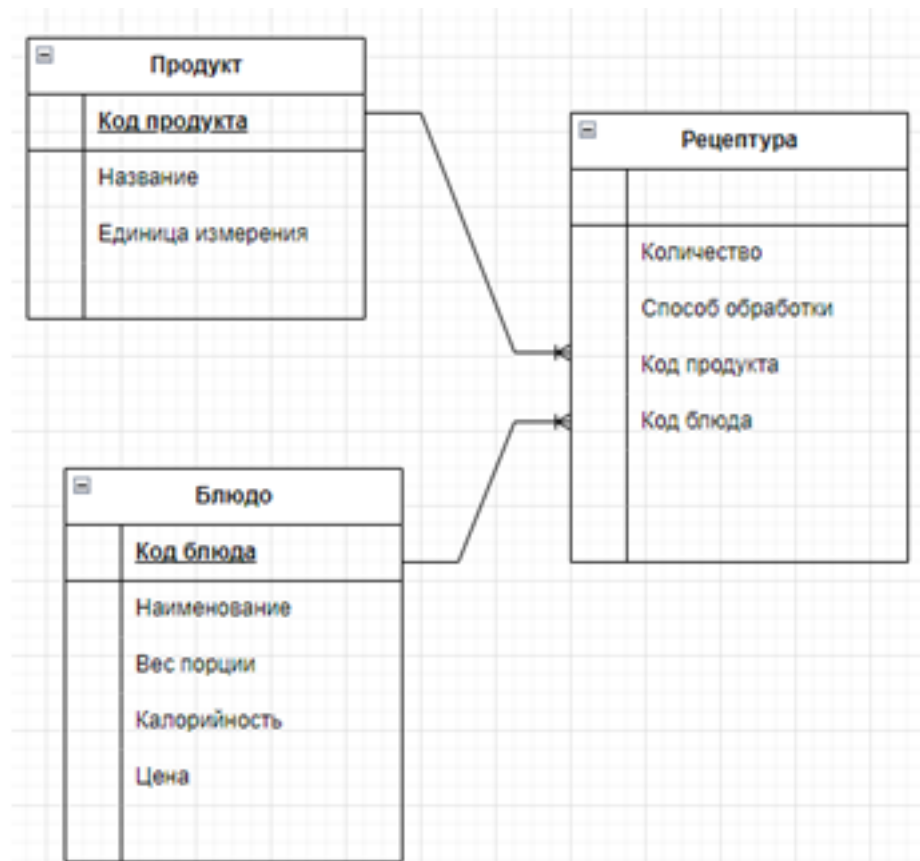 Продукт
Код продукта
Название
Единица измерения
Рецептура
Количество
Способ обработки
Код продукта
Код блюда
Блюдо
Код блюда
Наименование
Вес порции
Калорийность
Цена